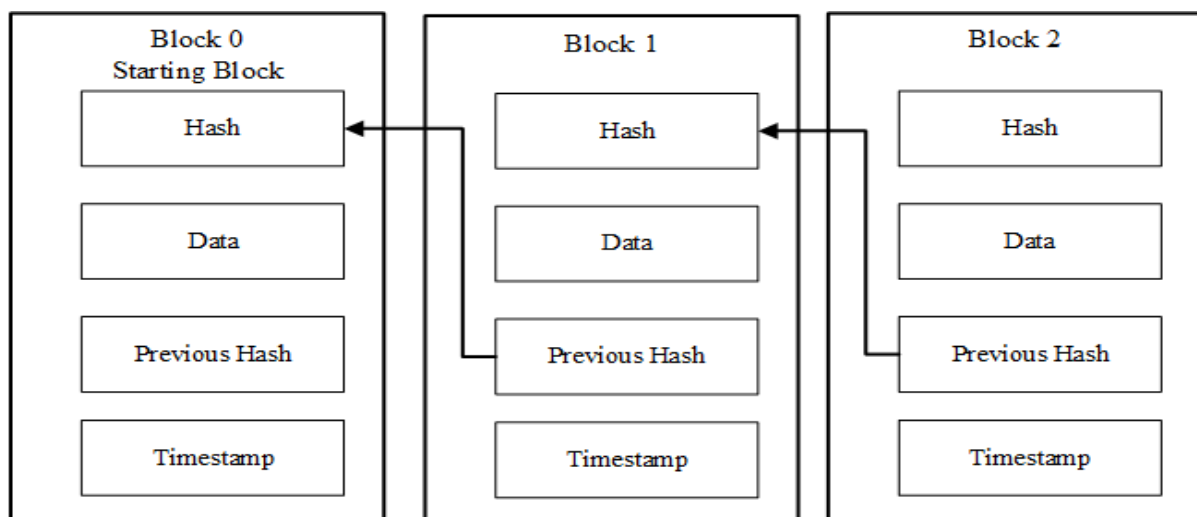 Block 0
Starting Block
Hash
Data
Previous Hash
Timestamp
Block 1
Hash
Data
Previous Hash
Timestamp
Block 2
Hash
Data
Previous Hash
Timestamp